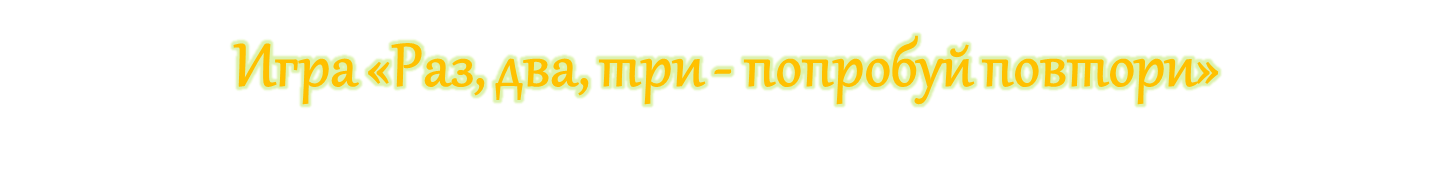 Игра «Раз, два, три - попробуй повтори»